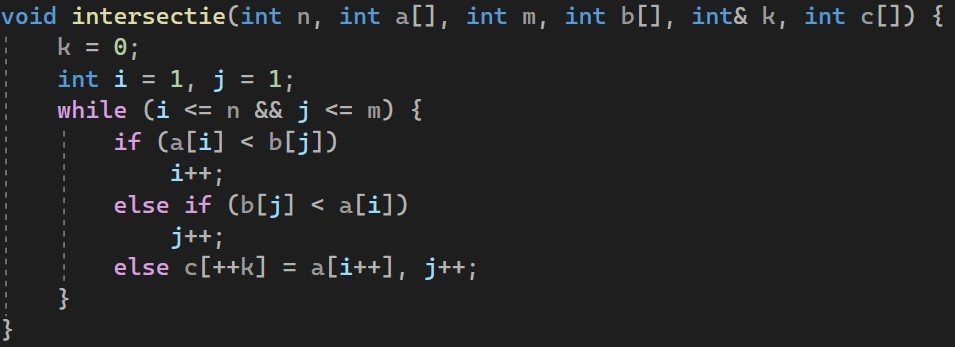 void intersectie(int n, int a[], int m, int b[], int& k, int c[]) {
    k = 0;
    int i = 1, j = 1;
    while (i <= n && j <= m) {
        if (a[i] < b[j])
            i++;
        else if (b[j] < a[i])
            j++;
        else c[++k] = a[i++], j++;
    }
}